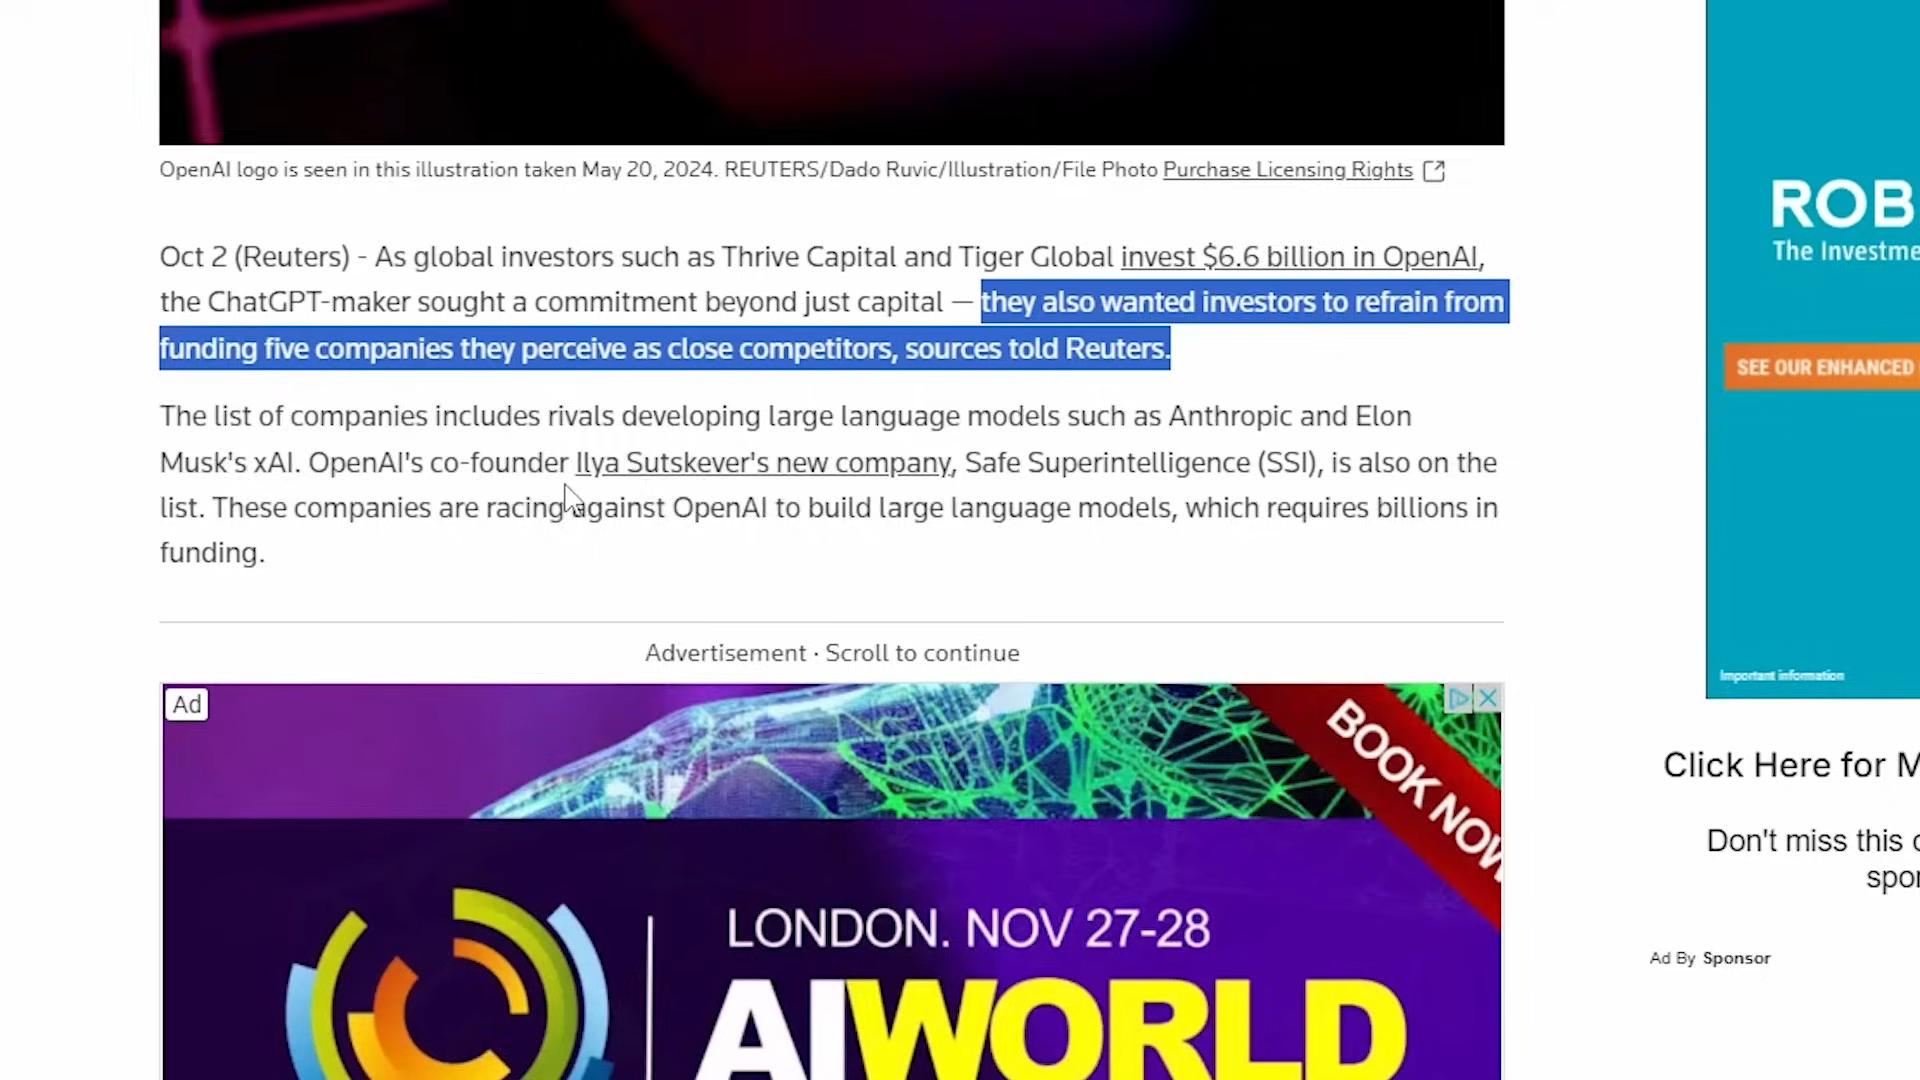 OpenAI logo is seen in this illustration taken May 20, 2024. REUTERS/Dado Ruvic/Illustration/File Photo Purchase Licensing Rights
Oct 2 (Reuters) - As global investors such as Thrive Capital and Tiger Global invest $6.6 billion in OpenAI,
the ChatGPT-maker sought a commitment beyond just capital — they also wanted investors to refrain from
funding five companies they perceive as close competitors, sources told Reuters.
The list of companies includes rivals developing large language models such as Anthropic and Elon
Musk's xAI. OpenAI's co-founder Ilya Sutskever's new company, Safe Superintelligence (SSI), is also on the
list. These companies are racing against OpenAI to build large language models, which requires billions in
funding.
Advertisement · Scroll to continue
Ad
BOOK NOW
LONDON. NOV 27-28
AIWORLD
ROB
The Investme
SEE OUR ENHANCED
Important information
Click Here for M
Don't miss this
spor
Ad By Sponsor